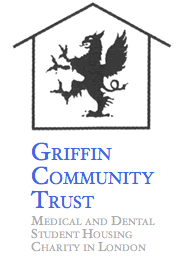 GRIFFIN
COMMUNITY
TRUST
MEDICAL AND DENTAL
STUDENT HOUSING
CHARITY IN LONDON